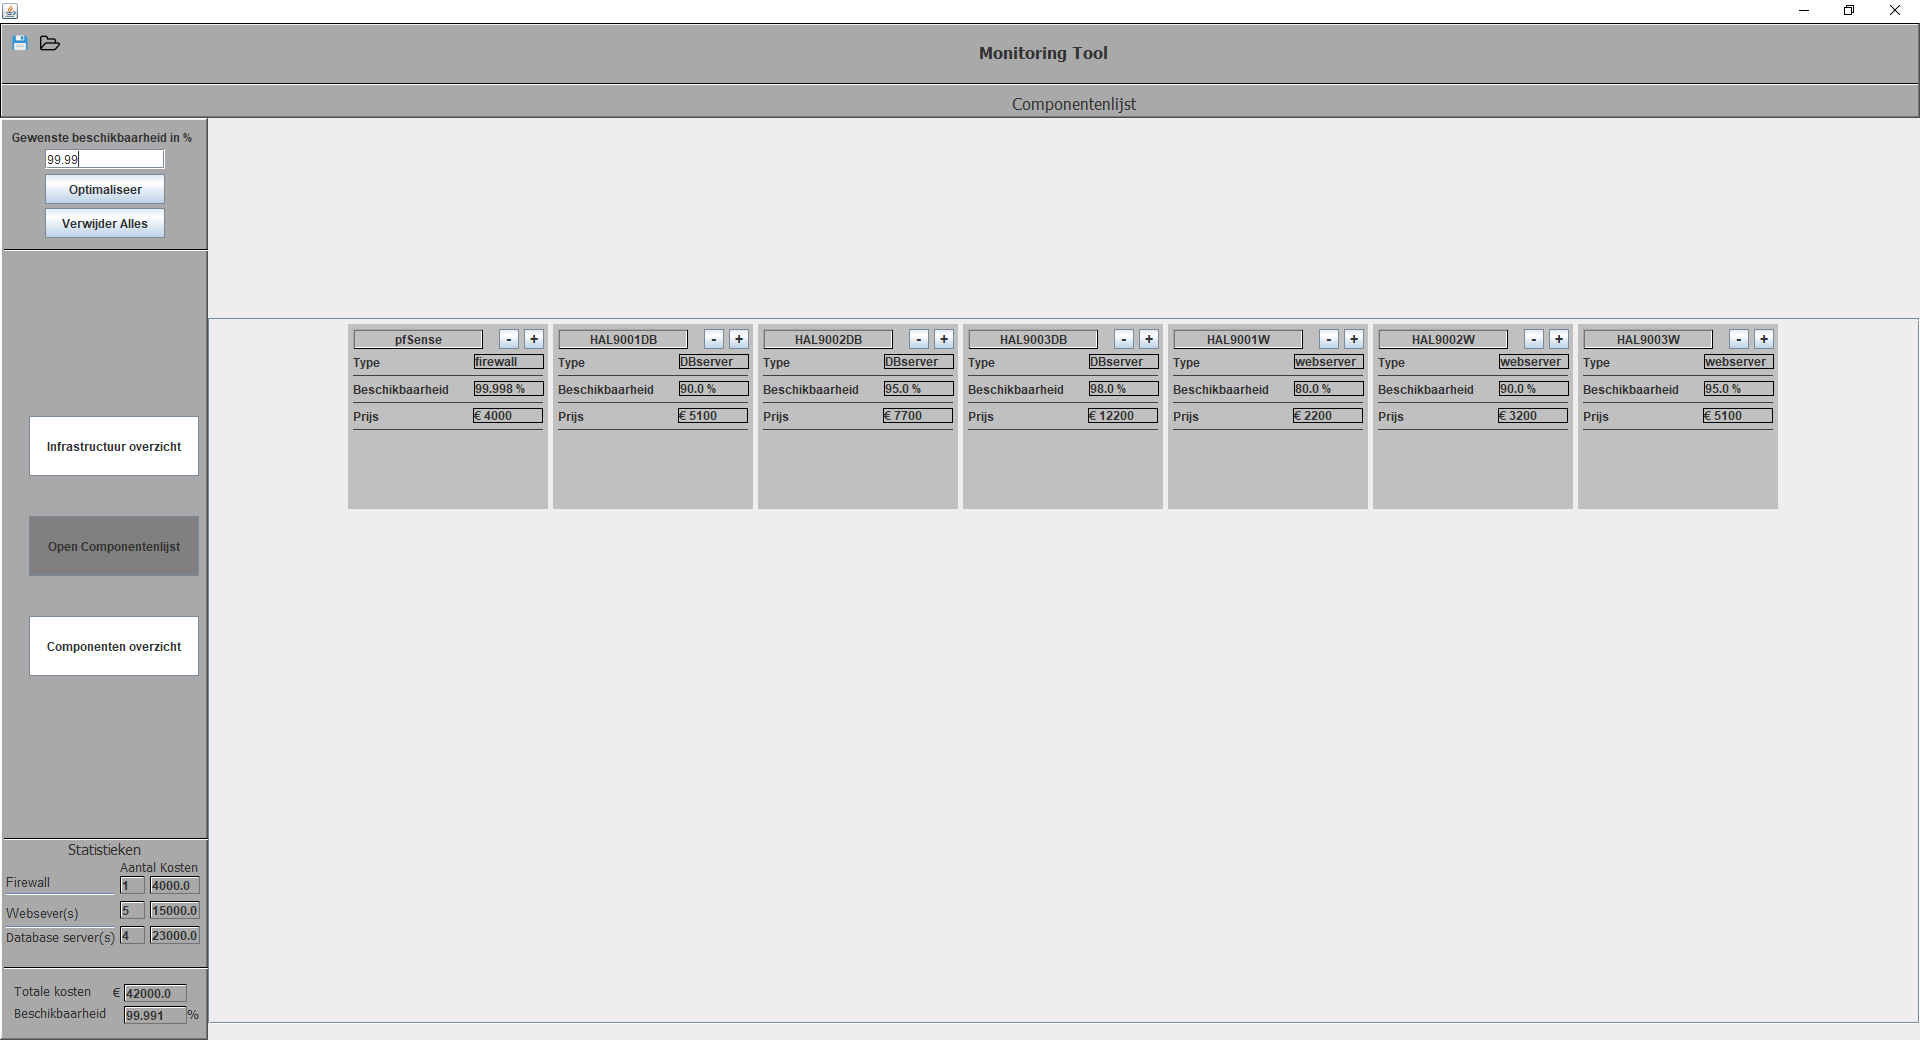 Monitoring Tool
Componentenlijst
Gewenste beschikbaarheid in %
99.99
Optimaliseer
Verwijder Alles
Infrastructuur overzicht
Open Componentenlijst
Componenten overzicht
pfSense - +
Type firewall
Beschikbaarheid 99.998 %
Prijs € 4000
HAL9001DB - +
Type DBserver
Beschikbaarheid 90.0 %
Prijs € 5100
HAL9002DB - +
Type DBserver
Beschikbaarheid 95.0 %
Prijs € 7700
HAL9003DB - +
Type DBserver
Beschikbaarheid 98.0 %
Prijs € 12200
HAL9001W - +
Type webserver
Beschikbaarheid 80.0 %
Prijs € 2200
HAL9002W - +
Type webserver
Beschikbaarheid 90.0 %
Prijs € 3200
HAL9003W - +
Type webserver
Beschikbaarheid 95.0 %
Prijs € 5100
Statistieken
Aantal Kosten
Firewall 1 4000.0
Websever(s) 5 15000.0
Database server(s) 4 23000.0
Totale kosten € 42000.0
Beschikbaarheid 99.991 %